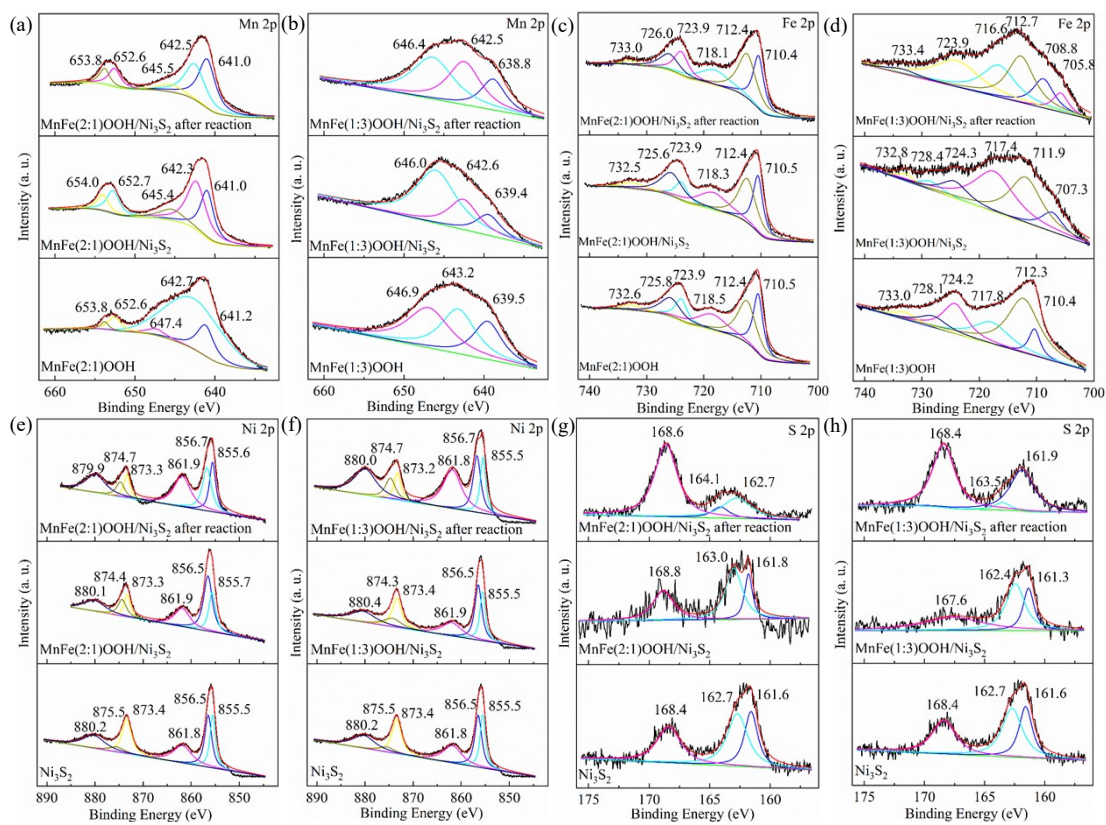 (a)
Mn 2p
653.8
652.6
642.5
645.5
641.0
MnFe(2:1)OOH/Ni3S2 after reaction
654.0
652.7
642.3
645.4
641.0
MnFe(2:1)OOH/Ni3S2
653.8
652.6
642.7
647.4
641.2
MnFe(2:1)OOH
660 650 640
Binding Energy (eV)
Intensity (a. u.)
(b)
Mn 2p
646.4
642.5
638.8
MnFe(1:3)OOH/Ni3S2 after reaction
646.0
642.6
639.4
MnFe(1:3)OOH/Ni3S2
643.2
646.9
639.5
MnFe(1:3)OOH
660 650 640
Binding Energy (eV)
(c)
Fe 2p
733.0
726.0
723.9
718.1
712.4
710.4
MnFe(2:1)OOH/Ni3S2 after reaction
732.5
725.6
723.9
718.3
712.4
710.5
MnFe(2:1)OOH/Ni3S2
732.6
725.8
723.9
718.5
712.4
710.5
MnFe(2:1)OOH
740 730 720 710 700
Binding Energy (eV)
Intensity (a. u.)
(d)
Fe 2p
733.4
723.9
716.6
712.7
708.8
705.8
MnFe(1:3)OOH/Ni3S2 after reaction
732.8
728.4
724.3
717.4
711.9
707.3
MnFe(1:3)OOH/Ni3S2
733.0
728.1
724.2
717.8
712.3
710.4
MnFe(1:3)OOH
740 730 720 710 700
Binding Energy (eV)
(e)
Ni 2p
879.9
874.7
873.3
861.9
856.7
855.6
MnFe(2:1)OOH/Ni3S2 after reaction
880.1
874.4
873.3
861.9
856.5
855.7
MnFe(2:1)OOH/Ni3S2
880.2
875.5
873.4
861.8
856.5
855.5
Ni3S2
890 880 870 860 850
Binding Energy (eV)
Intensity (a. u.)
(f)
Ni 2p
880.0
874.7
873.2
861.8
856.7
855.5
MnFe(1:3)OOH/Ni3S2 after reaction
880.4
874.3
873.4
861.9
856.5
855.5
MnFe(1:3)OOH/Ni3S2
880.2
875.5
873.4
861.8
856.5
855.5
Ni3S2
890 880 870 860 850
Binding Energy (eV)
(g)
S 2p
168.6
164.1
162.7
MnFe(2:1)OOH/Ni3S2 after reaction
168.8
163.0
161.8
MnFe(2:1)OOH/Ni3S2
168.4
162.7
161.6
Ni3S2
175 170 165 160
Binding Energy (eV)
Intensity (a. u.)
(h)
S 2p
168.4
163.5
161.9
MnFe(1:3)OOH/Ni3S2 after reaction
167.6
162.4
161.3
MnFe(1:3)OOH/Ni3S2
168.4
162.7
161.6
Ni3S2
175 170 165 160
Binding Energy (eV)